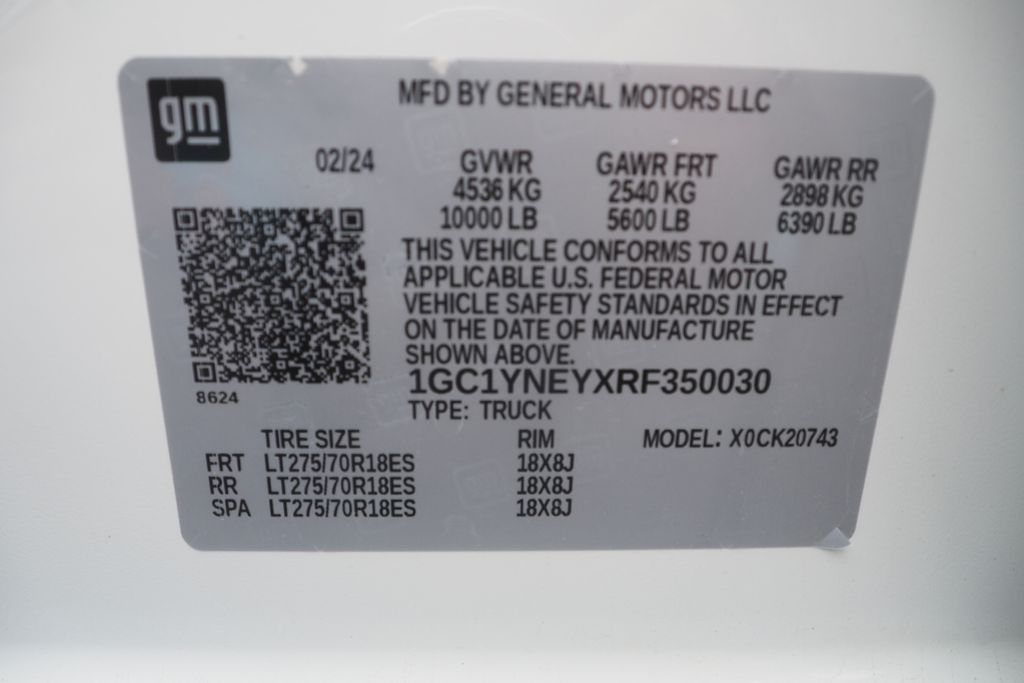 gm
MFD BY GENERAL MOTORS LLC
02/24 GVWR GAWR FRT GAWR RR
4536 KG 2540 KG 2898 KG
10000 LB 5600 LB 6390 LB
THIS VEHICLE CONFORMS TO ALL
APPLICABLE U.S. FEDERAL MOTOR
VEHICLE SAFETY STANDARDS IN EFFECT
ON THE DATE OF MANUFACTURE
SHOWN ABOVE.
1GC1YNEYXRF350030
8624
TYPE: TRUCK
TIRE SIZE RIM MODEL: X0CK20743
FRT LT275/70R18ES 18X8J
RR LT275/70R18ES 18X8J
SPA LT275/70R18ES 18X8J